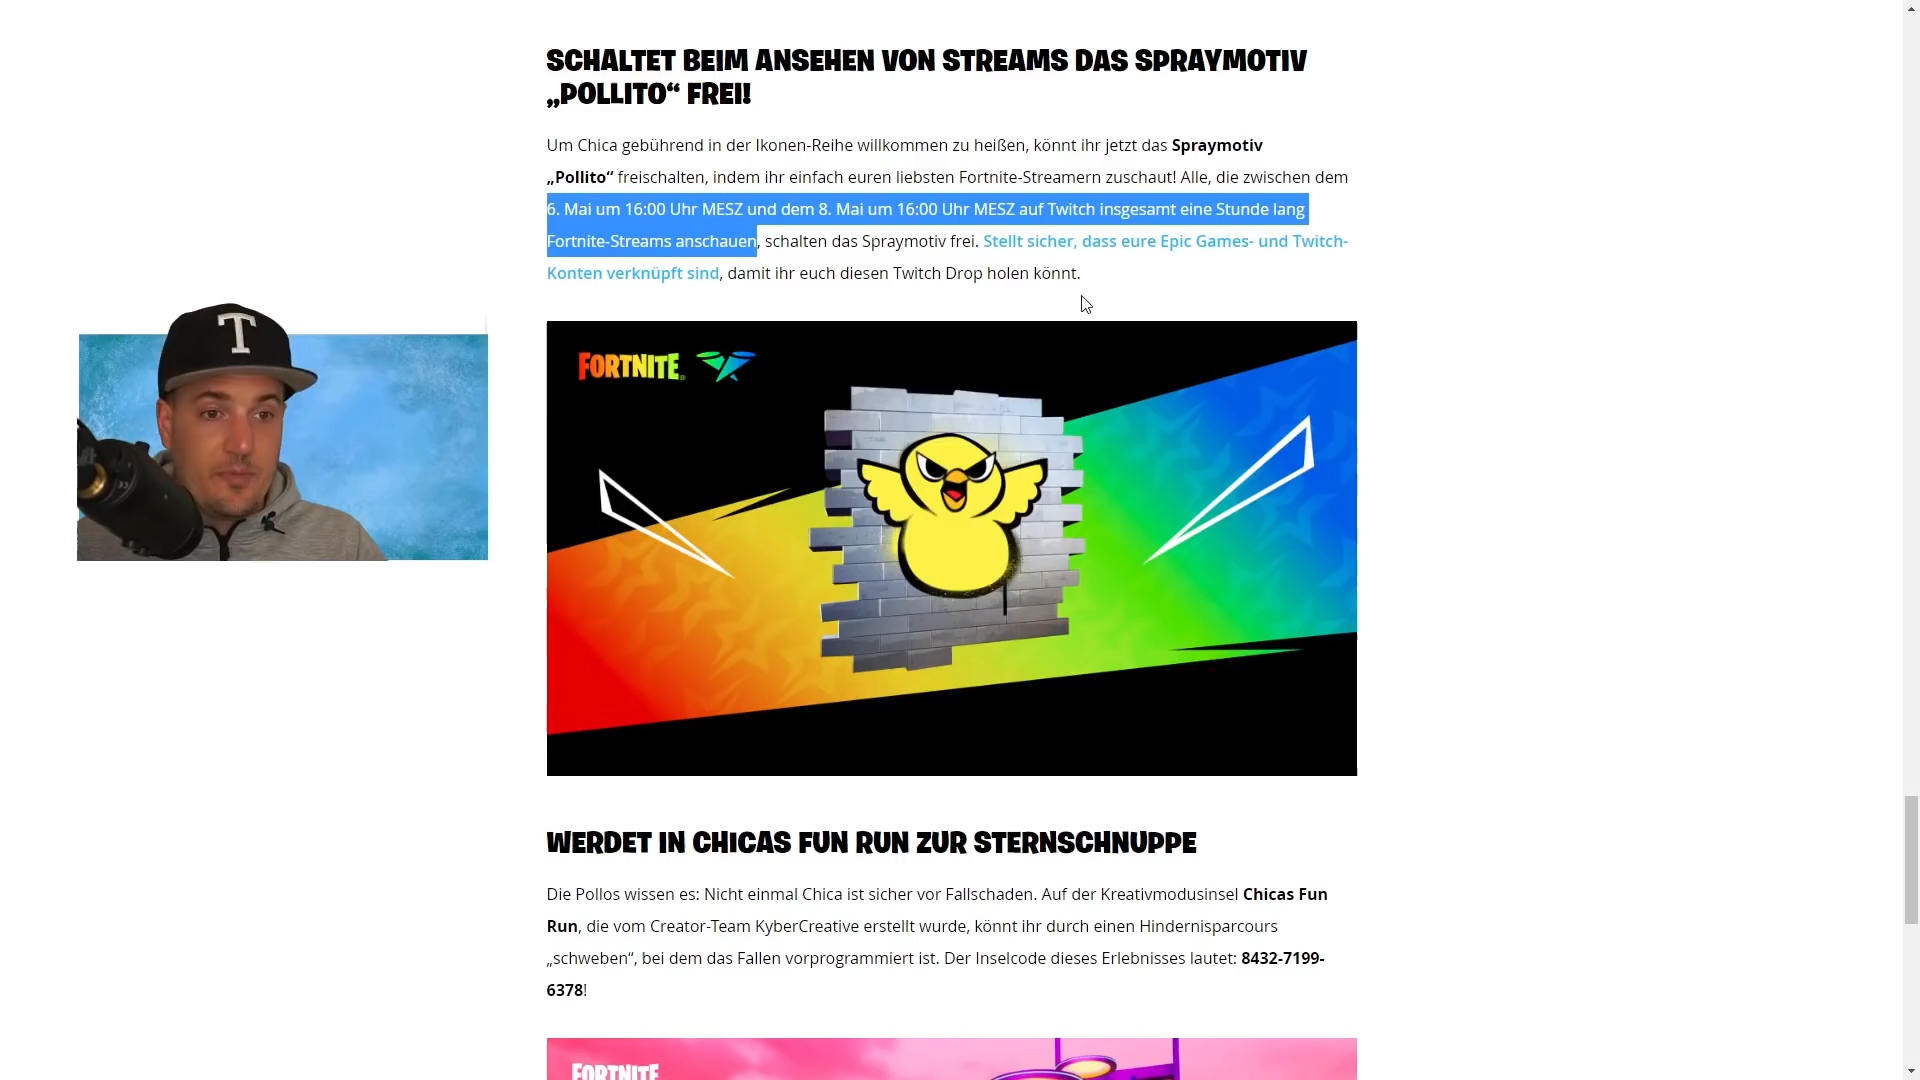 SCHALTET BEIM ANSEHEN VON STREAMS DAS SPRAYMOTIV
„POLLITO“ FREI!
Um Chica gebührend in der Ikonen-Reihe willkommen zu heißen, könnt ihr jetzt das Spraymotiv
„Pollito“ freischalten, indem ihr einfach euren liebsten Fortnite-Streamern zuschaut! Alle, die zwischen dem
6. Mai um 16:00 Uhr MESZ und dem 8. Mai um 16:00 Uhr MESZ auf Twitch insgesamt eine Stunde lang
Fortnite-Streams anschauen, schalten das Spraymotiv frei. Stellt sicher, dass eure Epic Games- und Twitch-
Konten verknüpft sind, damit ihr euch diesen Twitch Drop holen könnt.
T
FORTNITE
WERDET IN CHICAS FUN RUN ZUR STERNSCHNUPPE
Die Pollos wissen es: Nicht einmal Chica ist sicher vor Fallschaden. Auf der Kreativmodusinsel Chicas Fun
Run, die vom Creator-Team KyberCreative erstellt wurde, könnt ihr durch einen Hindernisparcours
„schweben“, bei dem das Fallen vorprogrammiert ist. Der Inselcode dieses Erlebnisses lautet: 8432-7199-
6378!
FORTNITE